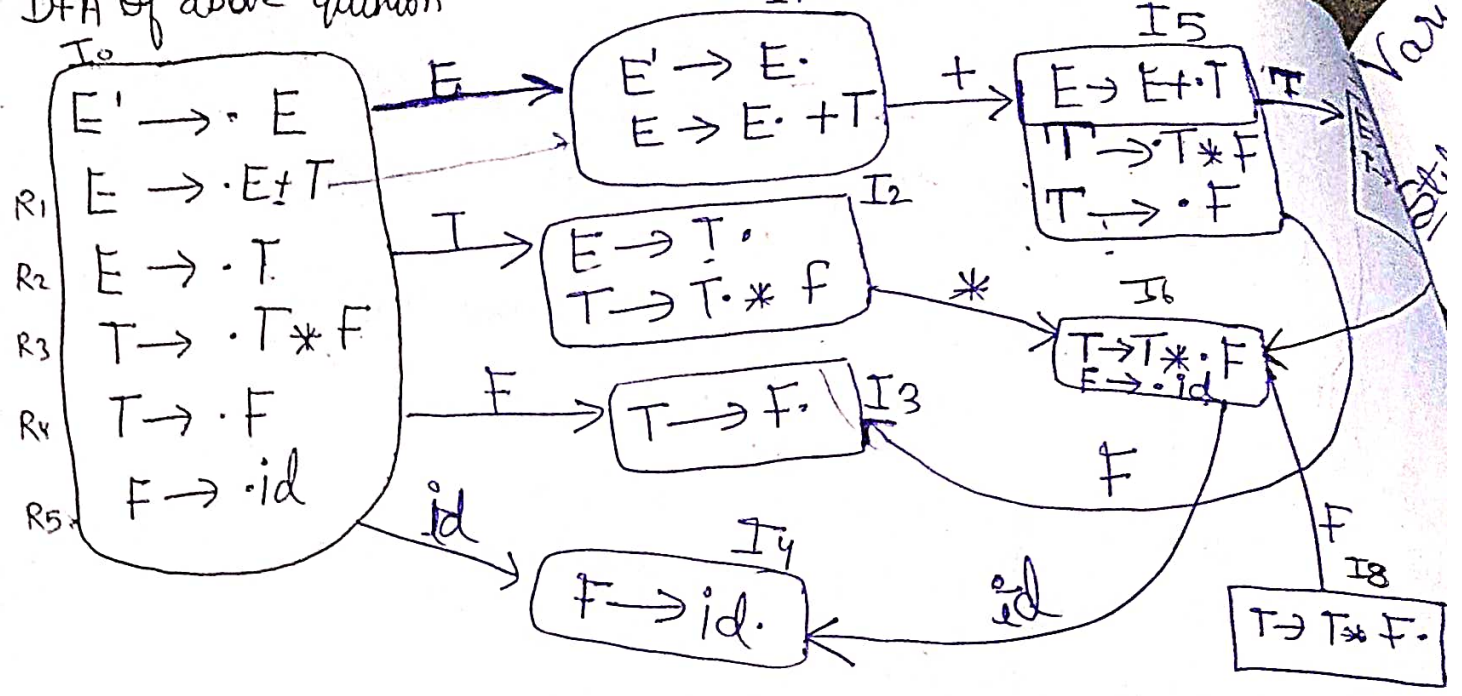 DFA of above question
I0
E' → · E
R1 E → ·E+T
R2 E → ·T
R3 T → ·T * F
R4 T → ·F
R5 F → ·id
E
E' → E·
E → E· + T
+
I5
E → E+·T
T → ·T * F
T → ·F
T
Var
T
I2
E → T·
T → T· * F
*
I6
T → T*·F
F → ·id
F
T → F·
I3
F
id
I4
F → id·
id
F
I8
T → T* F·